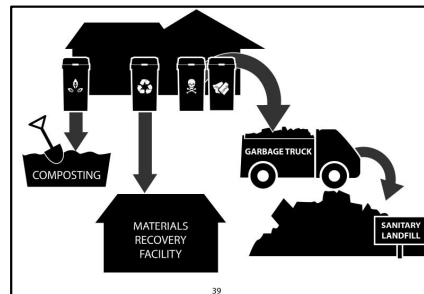 GARBAGE TRUCK
COMPOSTING
MATERIALS
RECOVERY
FACILITY
SANITARY
LANDFILL
39